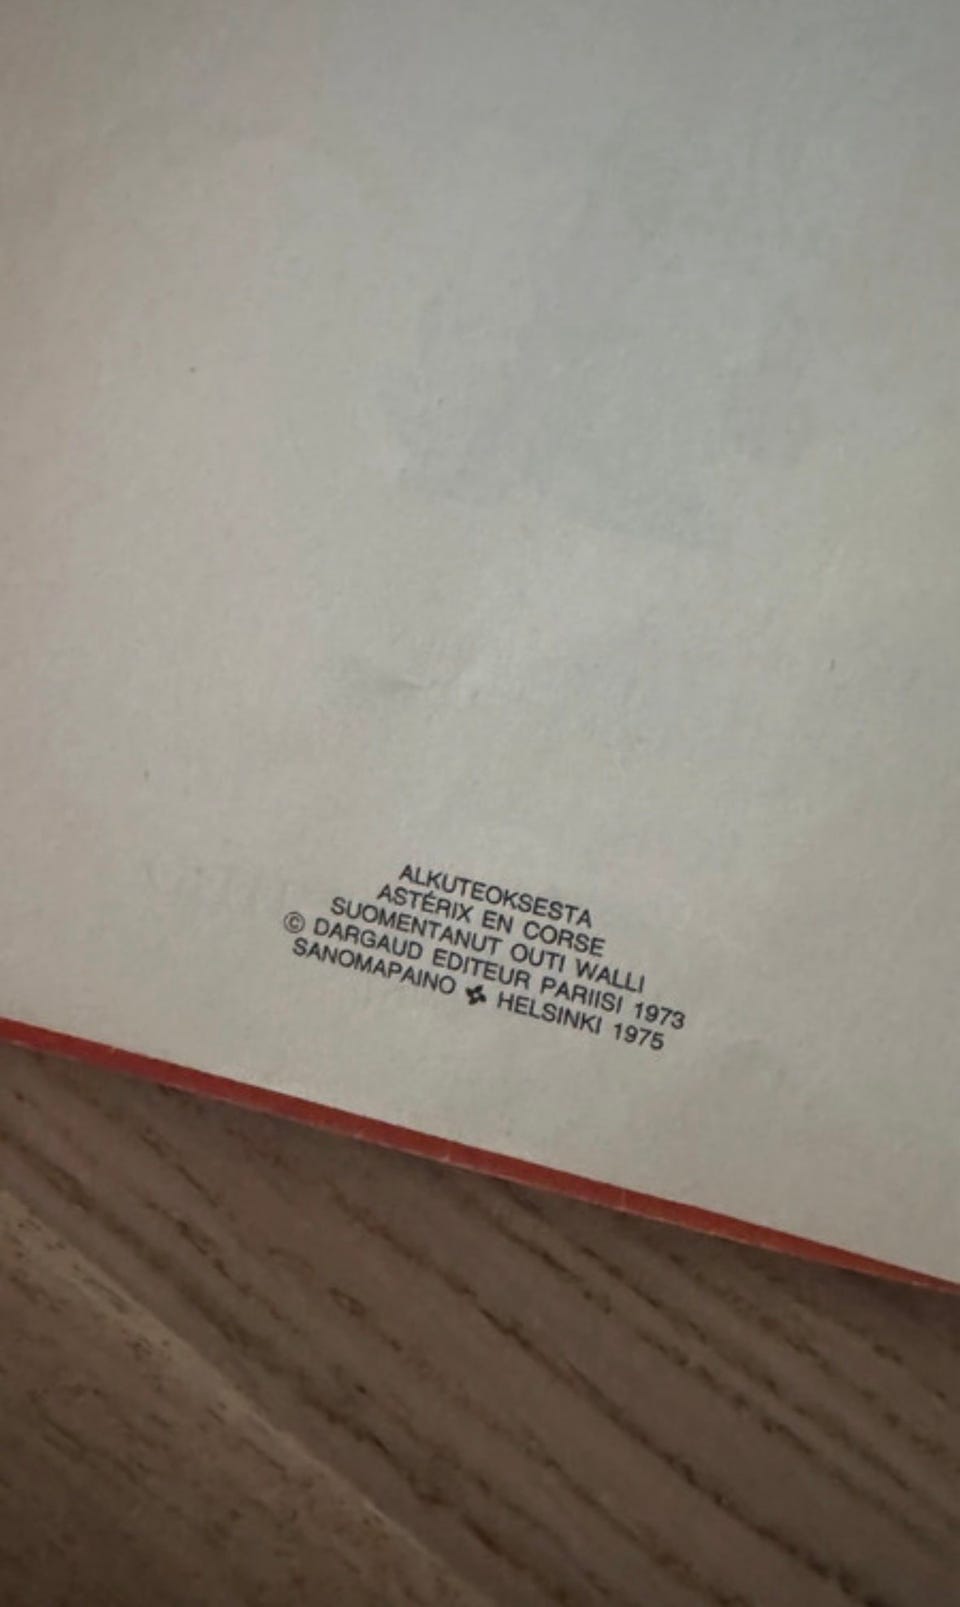 ALKUTEOKSESTA
ASTÉRIX EN CORSE
SUOMENTANUT OUTI WALLI
© DARGAUD EDITEUR PARIISI 1973
SANOMAPAINO HELSINKI 1975